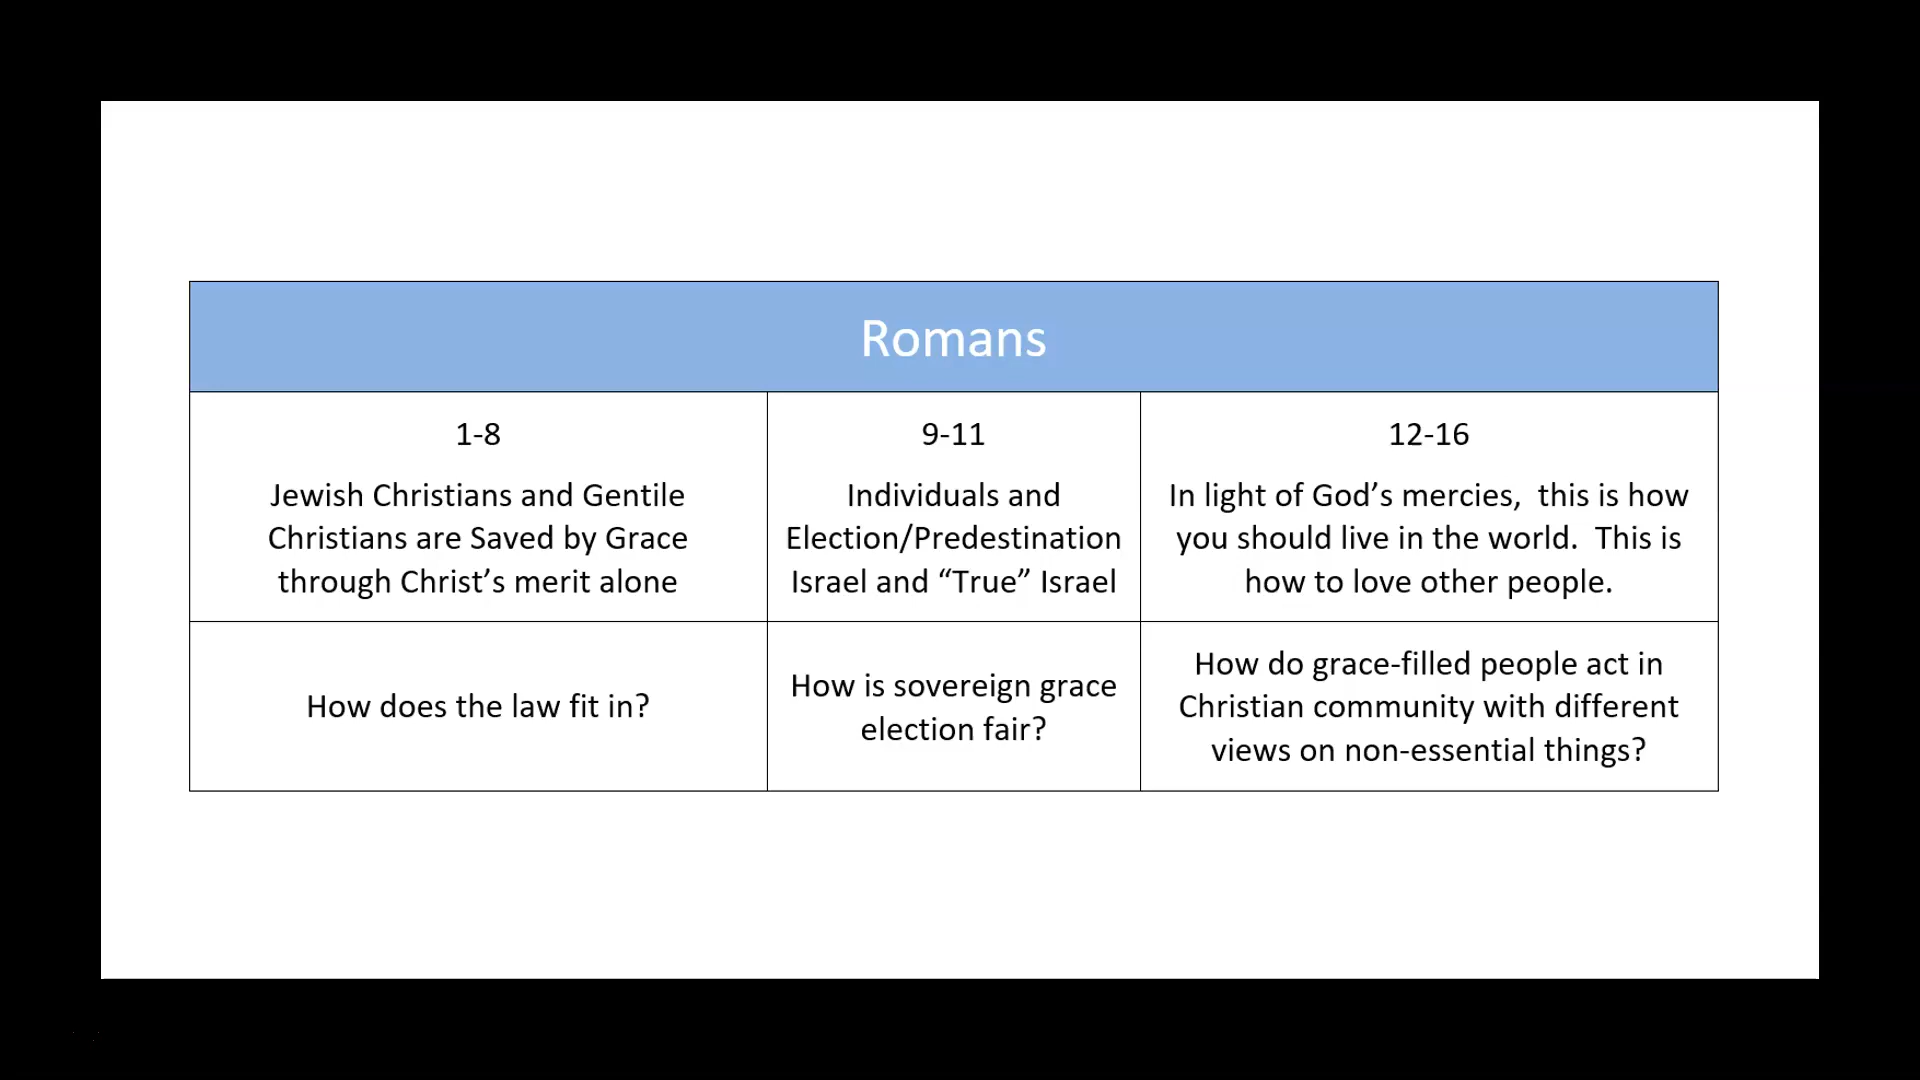 Romans
1-8
Jewish Christians and Gentile
Christians are Saved by Grace
through Christ’s merit alone
9-11
Individuals and
Election/Predestination
Israel and “True” Israel
12-16
In light of God’s mercies,  this is how
you should live in the world.  This is
how to love other people.
How does the law fit in?
How is sovereign grace
election fair?
How do grace-filled people act in
Christian community with different
views on non-essential things?